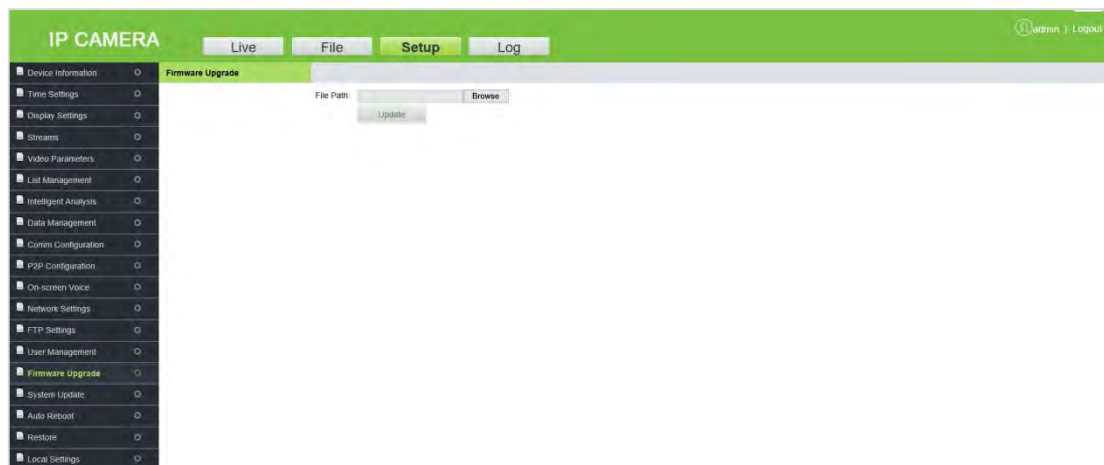 IP CAMERA
Live File Setup Log
admin | Logout
Device Information
Firmware Upgrade
Time Settings
File Path:
Browse
Display Settings
Update
Streams
Video Parameters
List Management
Intelligent Analysis
Data Management
Comm Configuration
P2P Configuration
On-screen Voice
Network Settings
FTP Settings
User Management
Firmware Upgrade
System Update
Auto Reboot
Restore
Local Settings